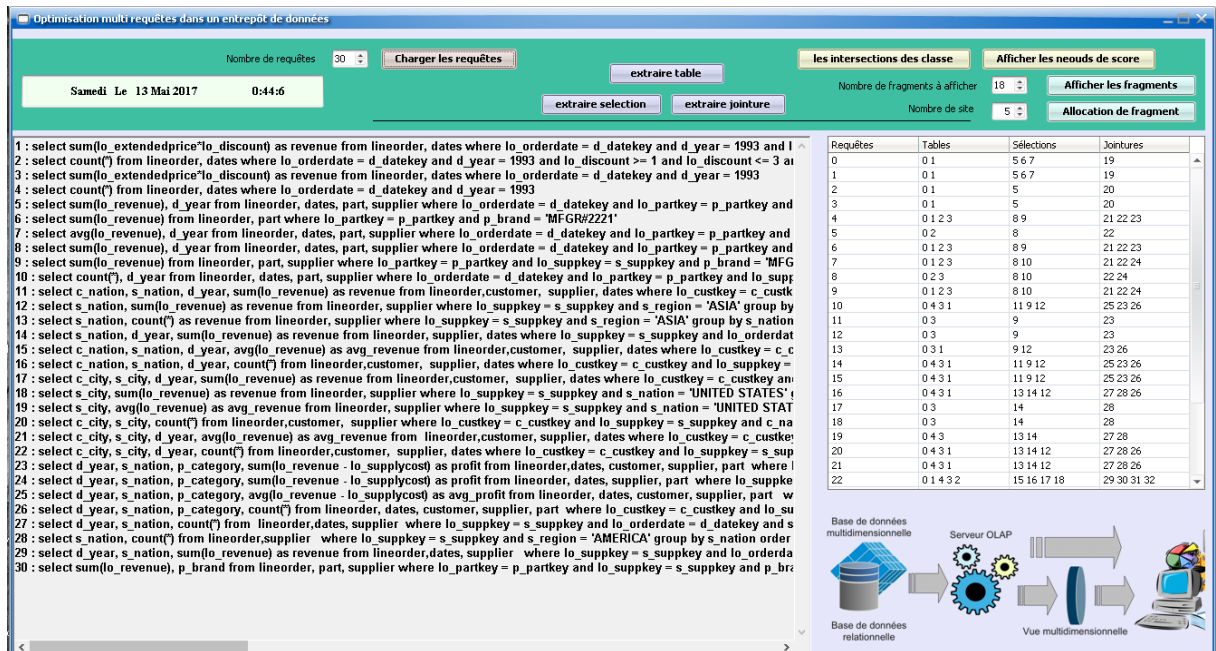 Optimisation multi requêtes dans un entrepôt de données
Nombre de requêtes 30 Charger les requêtes
Samedi Le 13 Mai 2017 0:44:6
extraire table
extraire selection extraire jointure
les intersections des classe Afficher les neouds de score
Nombre de fragments à afficher 18 Afficher les fragments
Nombre de site 5 Allocation de fragment
1 : select sum(lo_extendedprice*lo_discount) as revenue from lineorder, dates where lo_orderdate = d_datekey and d_year = 1993 and l
2 : select count(*) from lineorder, dates where lo_orderdate = d_datekey and d_year = 1993 and lo_discount >= 1 and lo_discount <= 3 a
3 : select sum(lo_extendedprice*lo_discount) as revenue from lineorder, dates where lo_orderdate = d_datekey and d_year = 1993
4 : select count(*) from lineorder, dates where lo_orderdate = d_datekey and d_year = 1993
5 : select sum(lo_revenue), d_year from lineorder, dates, part, supplier where lo_orderdate = d_datekey and lo_partkey = p_partkey and
6 : select sum(lo_revenue) from lineorder, part where lo_partkey = p_partkey and p_brand = 'MFGR#2221'
7 : select avg(lo_revenue), d_year from lineorder, dates, part, supplier where lo_orderdate = d_datekey and lo_partkey = p_partkey and
8 : select sum(lo_revenue), d_year from lineorder, dates, part, supplier where lo_orderdate = d_datekey and lo_partkey = p_partkey and
9 : select sum(lo_revenue) from lineorder, part, supplier where lo_partkey = p_partkey and lo_suppkey = s_suppkey and p_brand = 'MFG
10 : select count(*), d_year from lineorder, dates, part, supplier where lo_orderdate = d_datekey and lo_partkey = p_partkey and lo_supp
11 : select c_nation, s_nation, d_year, sum(lo_revenue) as revenue from lineorder,customer, supplier, dates where lo_custkey = c_custk
12 : select s_nation, sum(lo_revenue) as revenue from lineorder, supplier where lo_suppkey = s_suppkey and s_region = 'ASIA' group by
13 : select s_nation, count(*) as revenue from lineorder, supplier where lo_suppkey = s_suppkey and s_region = 'ASIA' group by s_nation
14 : select s_nation, d_year, sum(lo_revenue) as revenue from lineorder, supplier, dates where lo_suppkey = s_suppkey and lo_orderdat
15 : select c_nation, s_nation, d_year, avg(lo_revenue) as avg_revenue from lineorder,customer, supplier, dates where lo_custkey = c_c
16 : select c_nation, s_nation, d_year, count(*) from lineorder,customer, supplier, dates where lo_custkey = c_custkey and lo_suppkey =
17 : select c_city, s_city, d_year, sum(lo_revenue) as revenue from lineorder,customer, supplier, dates where lo_custkey = c_custkey an
18 : select s_city, sum(lo_revenue) as revenue from lineorder, supplier where lo_suppkey = s_suppkey and s_nation = 'UNITED STATES'
19 : select s_city, avg(lo_revenue) as avg_revenue from lineorder, supplier where lo_suppkey = s_suppkey and s_nation = 'UNITED STAT
20 : select c_city, s_city, count(*) from lineorder,customer, supplier where lo_custkey = c_custkey and lo_suppkey = s_suppkey and c_na
21 : select c_city, s_city, d_year, avg(lo_revenue) as avg_revenue from lineorder,customer, supplier, dates where lo_custkey = c_custkey
22 : select c_city, s_city, d_year, count(*) from lineorder,customer, supplier, dates where lo_custkey = c_custkey and lo_suppkey = s_sup
23 : select d_year, s_nation, p_category, sum(lo_revenue - lo_supplycost) as profit from lineorder,dates, customer, supplier, part where l
24 : select d_year, s_nation, p_category, sum(lo_revenue - lo_supplycost) as profit from lineorder, dates, supplier, part where lo_suppke
25 : select d_year, s_nation, p_category, avg(lo_revenue - lo_supplycost) as avg_profit from lineorder, dates, customer, supplier, part w
26 : select d_year, s_nation, p_category, count(*) from lineorder, dates, customer, supplier, part where lo_custkey = c_custkey and lo_su
27 : select d_year, s_nation, count(*) from lineorder,dates, supplier where lo_suppkey = s_suppkey and lo_orderdate = d_datekey and s
28 : select s_nation, count(*) from lineorder,supplier where lo_suppkey = s_suppkey and s_region = 'AMERICA' group by s_nation order
29 : select d_year, s_nation, sum(lo_revenue) as revenue from lineorder,dates, supplier where lo_suppkey = s_suppkey and lo_orderda
30 : select sum(lo_revenue), p_brand from lineorder, part, supplier where lo_partkey = p_partkey and lo_suppkey = s_suppkey and p_bra
Requêtes Tables Sélections Jointures
0 0 1 5 6 7 19
1 0 1 5 6 7 19
2 0 1 5 20
3 0 1 5 20
4 0 1 2 3 8 9 21 22 23
5 0 2 8 22
6 0 1 2 3 8 9 21 22 23
7 0 1 2 3 8 10 21 22 24
8 0 2 3 8 10 22 24
9 0 1 2 3 8 10 21 22 24
10 0 4 3 1 11 9 12 25 23 26
11 0 3 9 23
12 0 3 9 23
13 0 3 1 9 12 23 26
14 0 4 3 1 11 9 12 25 23 26
15 0 4 3 1 11 9 12 25 23 26
16 0 4 3 1 13 14 12 27 28 26
17 0 3 14 28
18 0 3 14 28
19 0 4 3 13 14 27 28
20 0 4 3 1 13 14 12 27 28 26
21 0 4 3 1 13 14 12 27 28 26
22 0 1 4 3 2 15 16 17 18 29 30 31 32
Base de données
multidimensionnelle
Serveur OLAP
Base de données
relationnelle
Vue multidimensionnelle